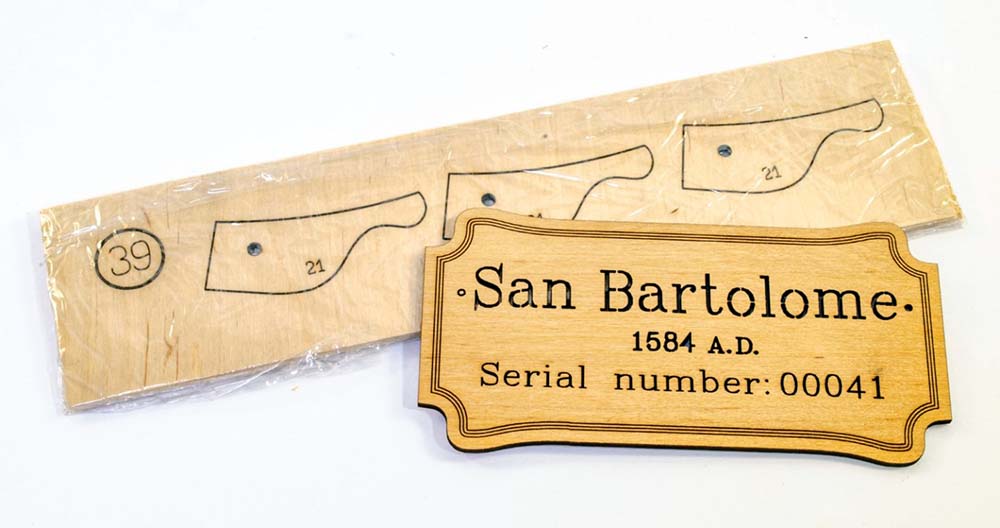 39
21
21
21
San Bartolome
1584 A.D.
Serial number: 00041